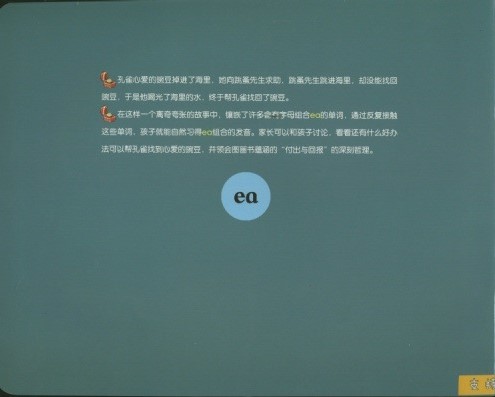 孔雀心爱的豌豆掉进了海里，她向跳蚤先生求助，跳蚤先生跳进海里，却没能找回
豌豆，于是他喝光了海里的水，终于帮孔雀找回了豌豆。
在这样一个离奇夸张的故事中，镶嵌了许多含有字母组合ea的单词，通过反复接触
这些单词，孩子就能自然习得ea组合的发音。家长可以和孩子讨论，看看还有什么好办
法可以帮孔雀找到心爱的豌豆，并领会图画书蕴涵的“付出与回报”的深刻哲理。
ea